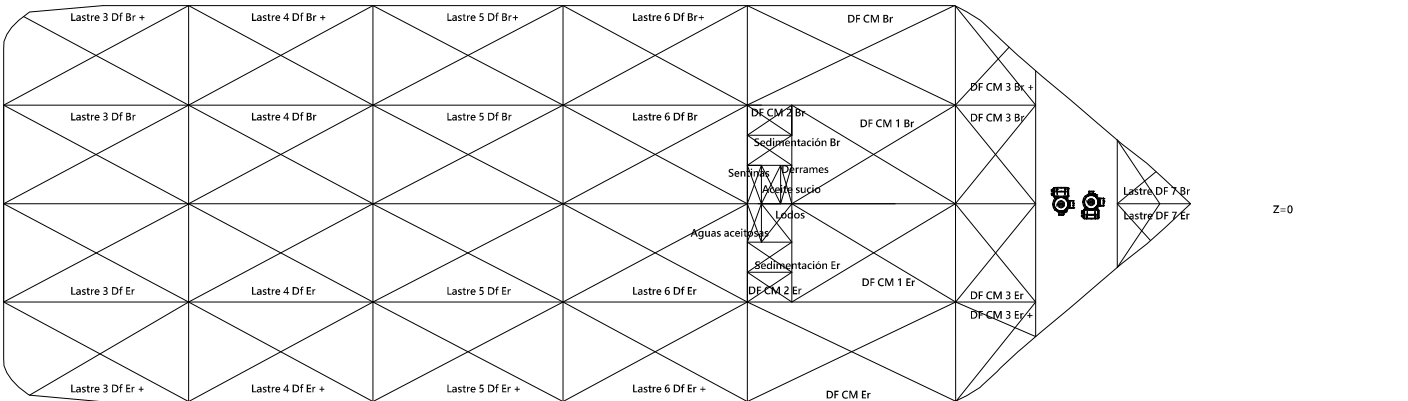 Lastre 3 Df Br +
Lastre 4 Df Br +
Lastre 5 Df Br+
Lastre 6 Df Br+
DF CM Br
DF CM 3 Br +
Lastre 3 Df Br
Lastre 4 Df Br
Lastre 5 Df Br
Lastre 6 Df Br
DF CM 2 Br
DF CM 1 Br
DF CM 3 Br
Sedimentación Br
Sentinas
Derrames
Aceite sucio
Lastre DF 7 Br
Z=0
Lodos
Lastre DF 7 Er
Aguas aceitosas
Sedimentación Er
DF CM 1 Er
Lastre 3 Df Er
Lastre 4 Df Er
Lastre 5 Df Er
Lastre 6 Df Er
DF CM 2 Er
DF CM 3 Er
DF CM 3 Er +
Lastre 3 Df Er +
Lastre 4 Df Er +
Lastre 5 Df Er +
Lastre 6 Df Er +
DF CM Er